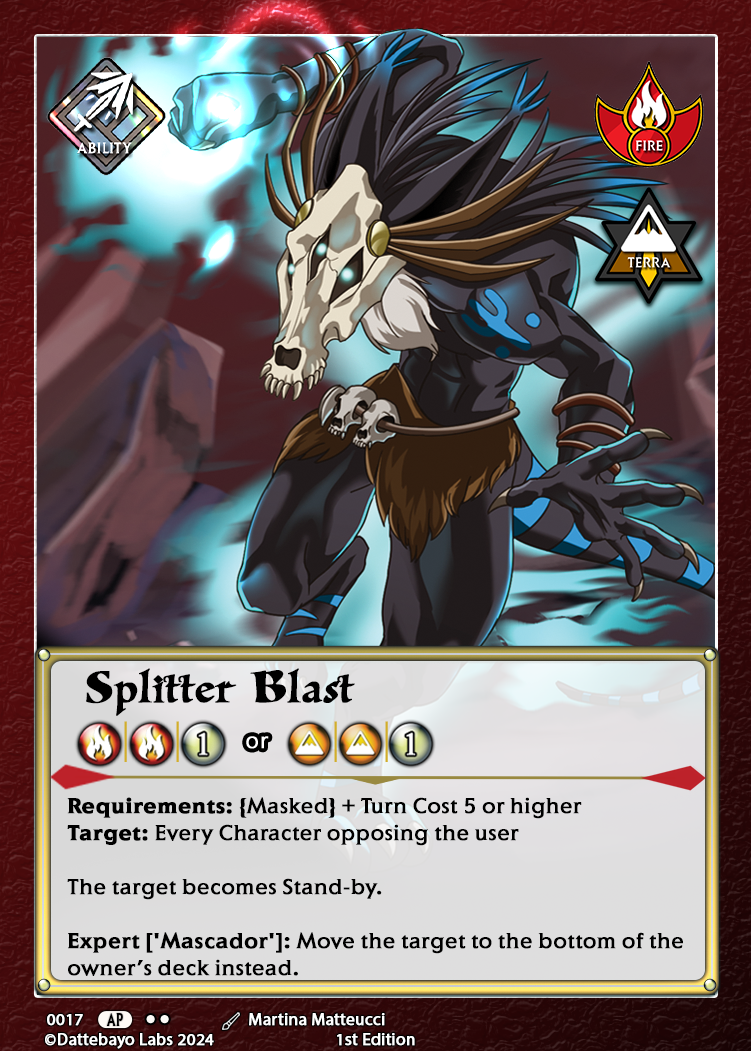 ABILITY
FIRE
TERRA
Splitter Blast
1 or 1
Requirements: {Masked} + Turn Cost 5 or higher
Target: Every Character opposing the user
The target becomes Stand-by.
Expert ['Mascador']: Move the target to the bottom of the
owner's deck instead.
0017 AP Martina Matteucci
©Dattebayo Labs 2024 1st Edition